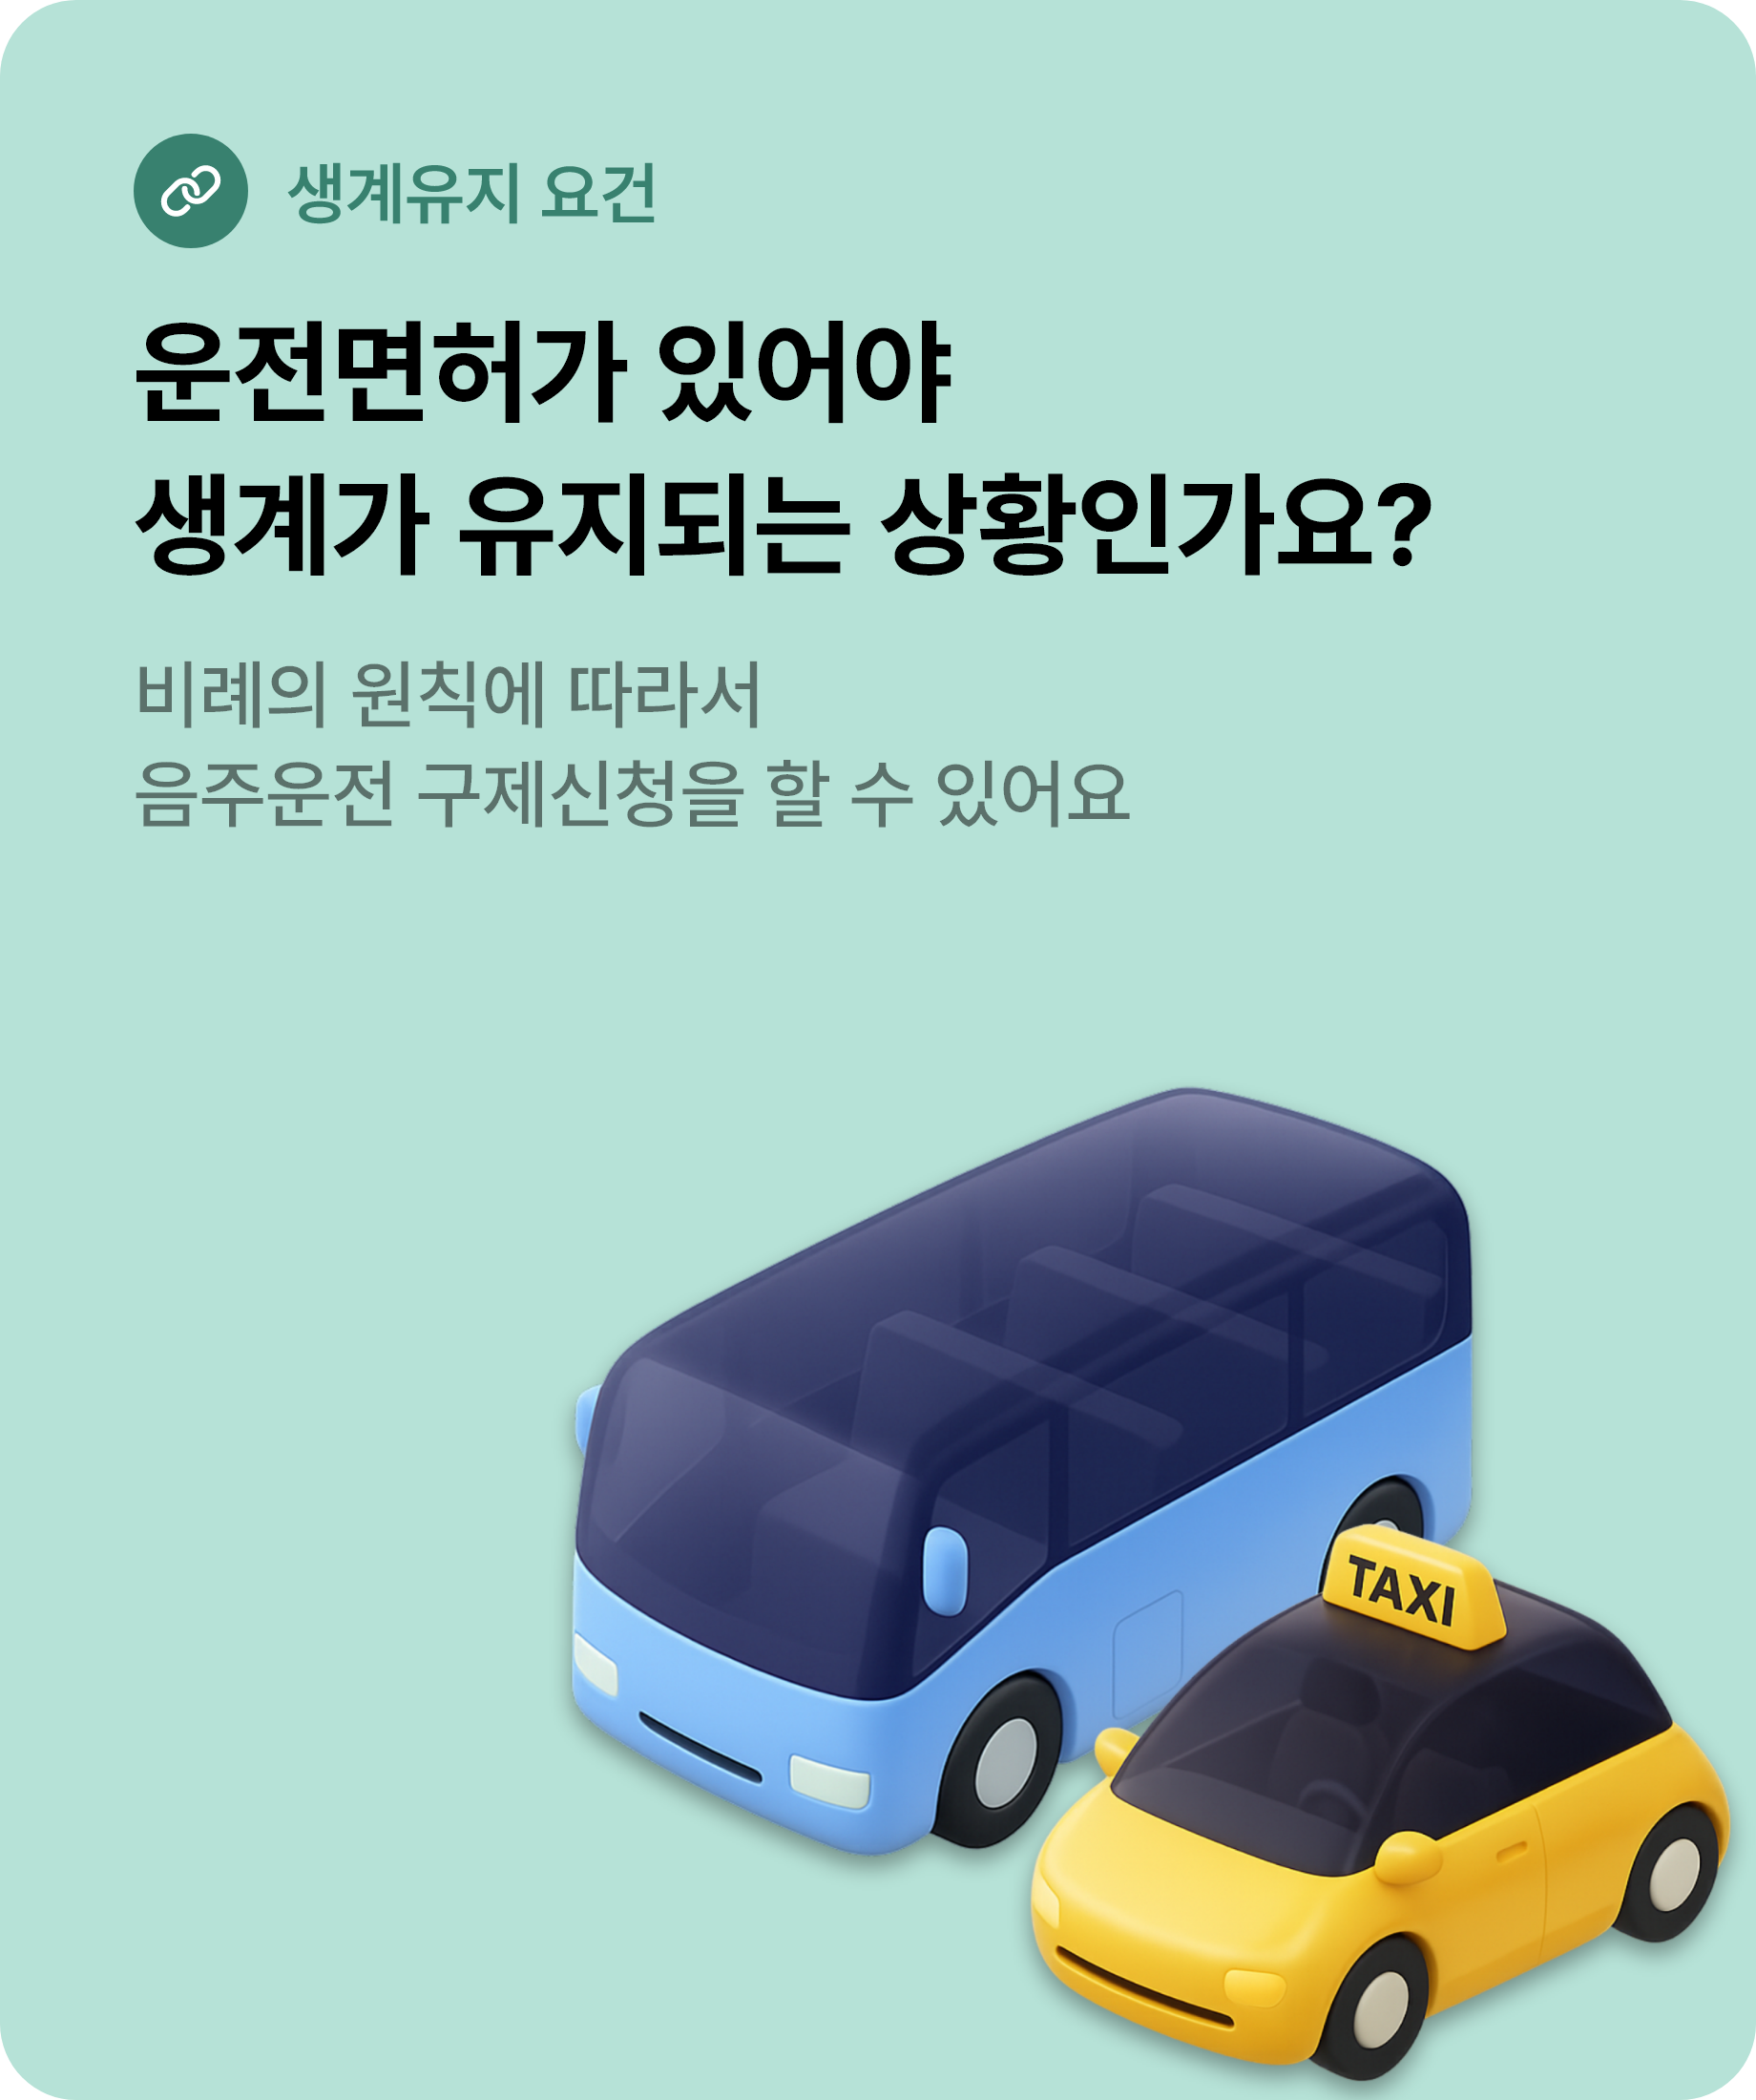 생계유지 요건
운전면허가 있어야
생계가 유지되는 상황인가요?
비례의 원칙에 따라서
음주운전 구제신청을 할 수 있어요
TAXI